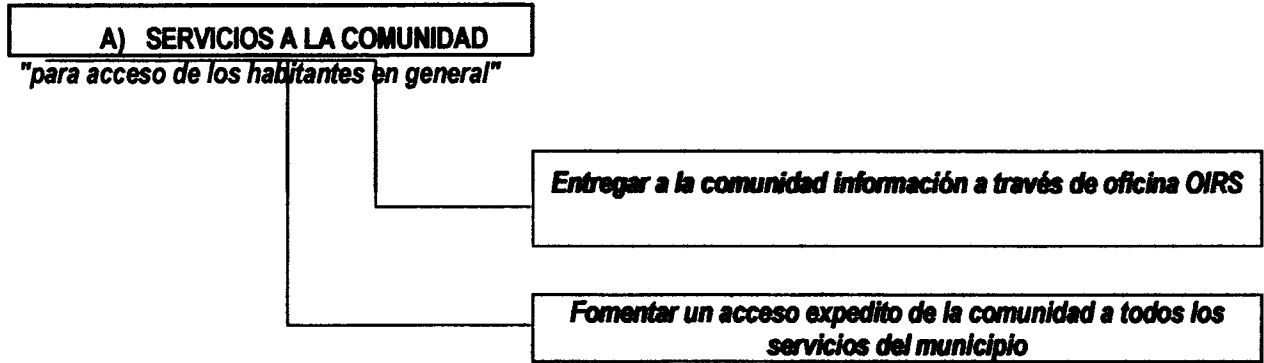 A) SERVICIOS A LA COMUNIDAD
"para acceso de los habitantes en general"
Entregar a la comunidad información a través de oficina OIRS
Fomentar un acceso expedito de la comunidad a todos los
servicios del municipio